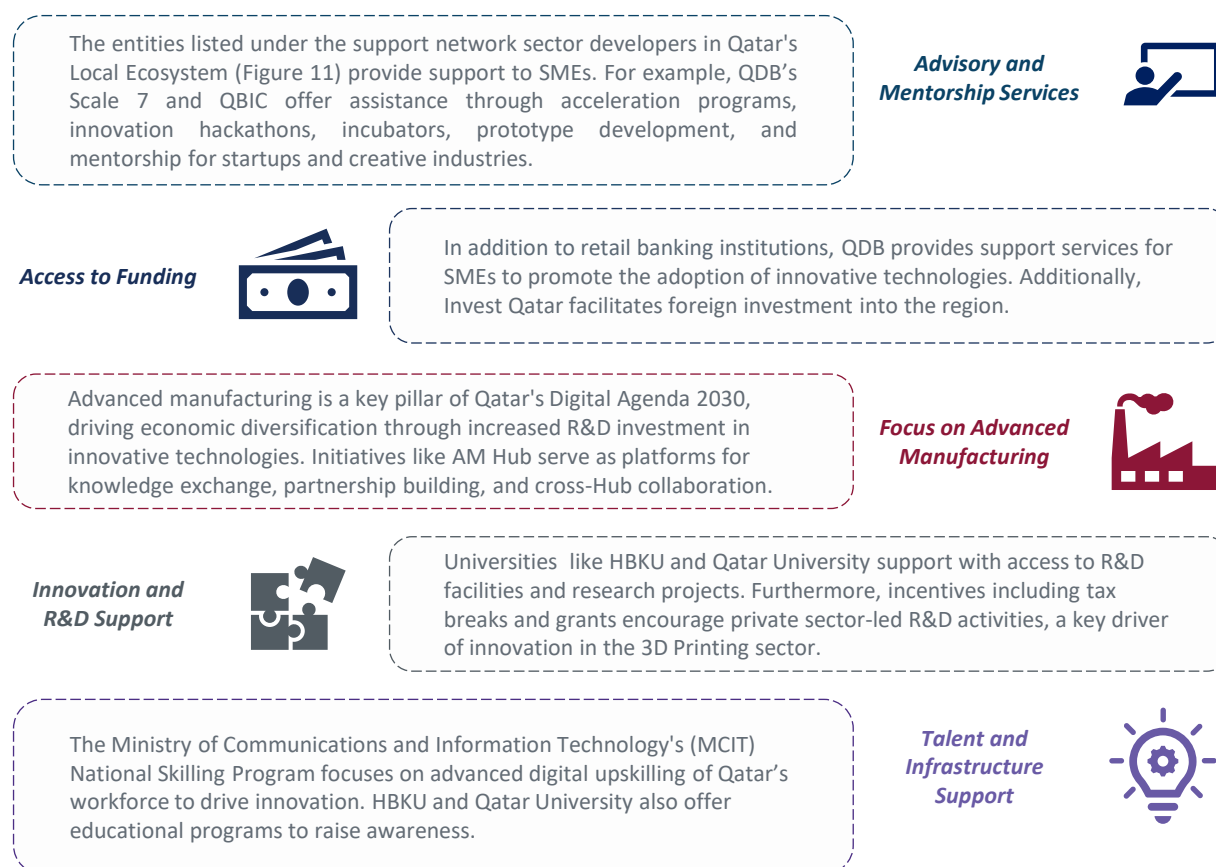 The entities listed under the support network sector developers in Qatar's
Local Ecosystem (Figure 11) provide support to SMEs. For example, QDB’s
Scale 7 and QBIC offer assistance through acceleration programs,
innovation hackathons, incubators, prototype development, and
mentorship for startups and creative industries.
Advisory and
Mentorship Services
Access to Funding
In addition to retail banking institutions, QDB provides support services for
SMEs to promote the adoption of innovative technologies. Additionally,
Invest Qatar facilitates foreign investment into the region.
Advanced manufacturing is a key pillar of Qatar's Digital Agenda 2030,
driving economic diversification through increased R&D investment in
innovative technologies. Initiatives like AM Hub serve as platforms for
knowledge exchange, partnership building, and cross-Hub collaboration.
Focus on Advanced
Manufacturing
Innovation and
R&D Support
Universities like HBKU and Qatar University support with access to R&D
facilities and research projects. Furthermore, incentives including tax
breaks and grants encourage private sector-led R&D activities, a key driver
of innovation in the 3D Printing sector.
The Ministry of Communications and Information Technology's (MCIT)
National Skilling Program focuses on advanced digital upskilling of Qatar’s
workforce to drive innovation. HBKU and Qatar University also offer
educational programs to raise awareness.
Talent and
Infrastructure
Support